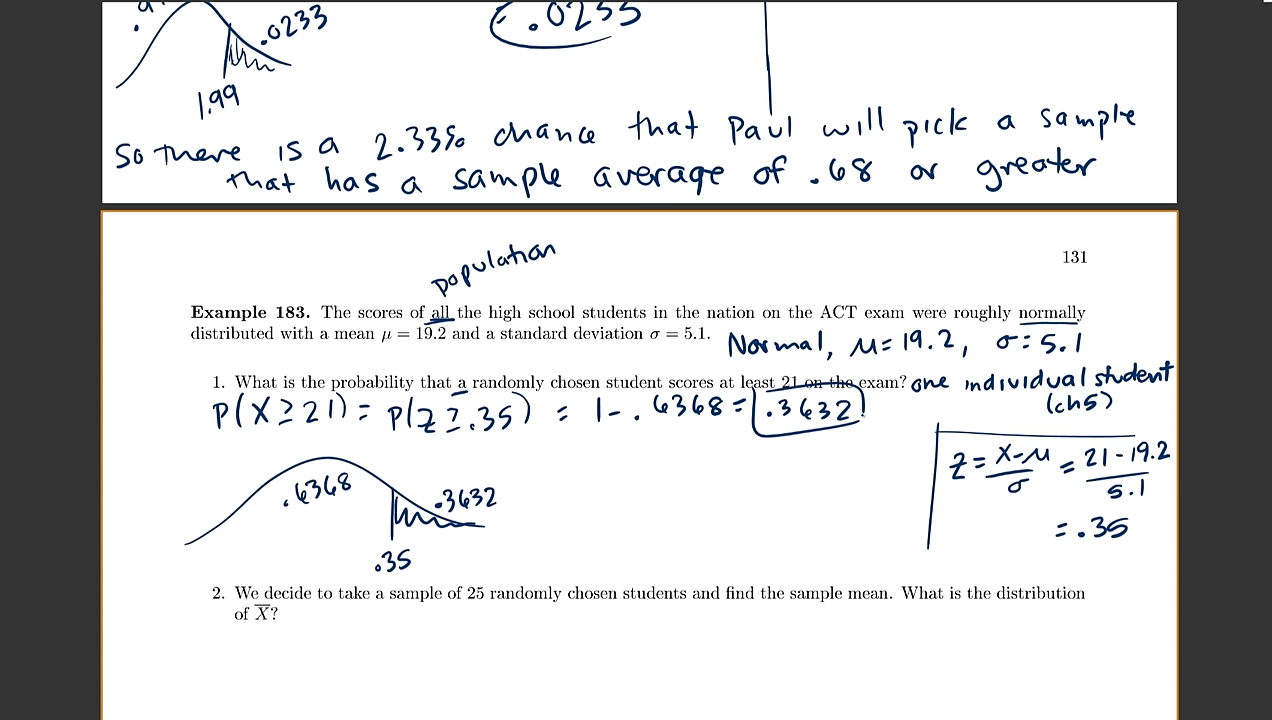 .0233
.0233
1.99
So there is a 2.33% chance that Paul will pick a sample
that has a sample average of .68 or greater
131
population
Example 183. The scores of all the high school students in the nation on the ACT exam were roughly normally
distributed with a mean μ = 19.2 and a standard deviation σ = 5.1.
Normal, μ = 19.2, σ = 5.1
1. What is the probability that a randomly chosen student scores at least 21 on the exam?
one individual student
(ch5)
P(X ≥ 21) = P(Z ≥ .35) = 1 - .6368 = .3632
Z = X-μ/σ = 21-19.2/5.1
= .35
.6368
.3632
.35
2. We decide to take a sample of 25 randomly chosen students and find the sample mean. What is the distribution
of X̅?